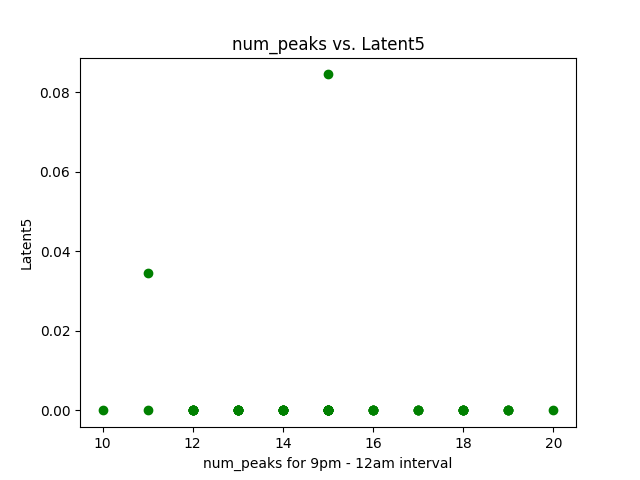 num_peaks vs. Latent5
0.08
0.06
0.04
0.02
0.00
Latent5
10 12 14 16 18 20
num_peaks for 9pm - 12am interval